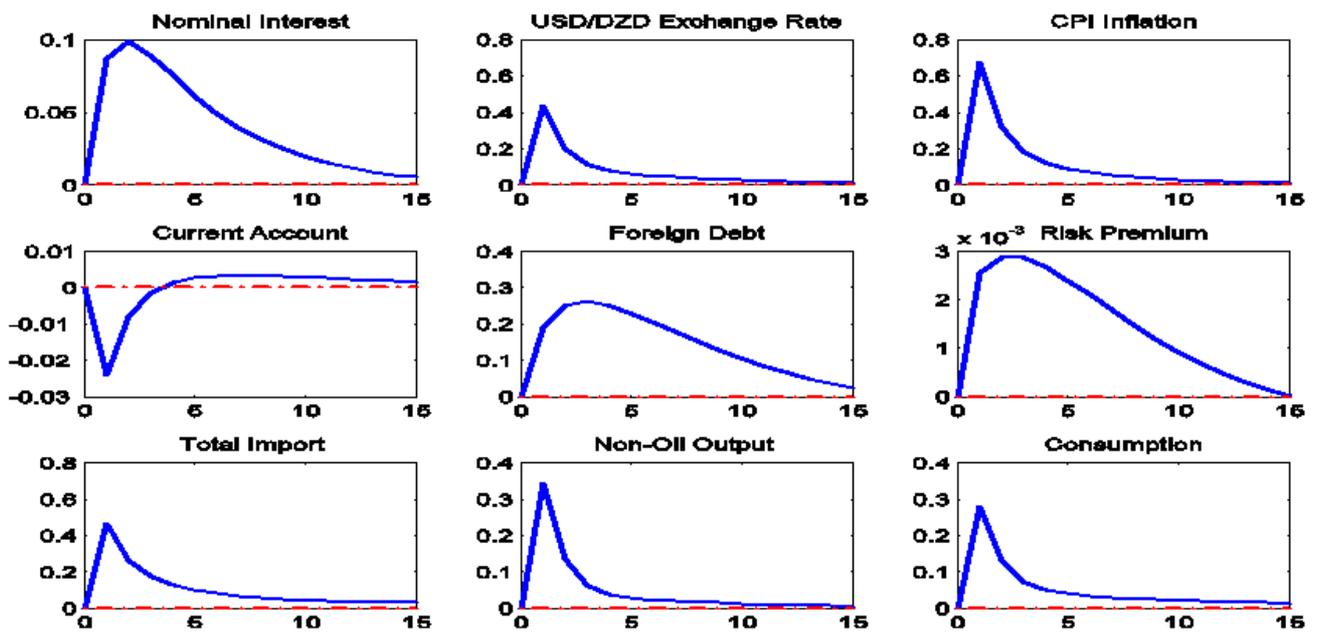 Nominal Interest USD/DZD Exchange Rate CPI Inflation
0.1 0.8 0.8
0.6 0.6
0.05 0.4 0.4
0.2 0.2
0 0 0
0 5 10 15 0 5 10 15 0 5 10 15
Current Account Foreign Debt x 10⁻³ Risk Premium
0.01 0.4 3
0 0.3
-0.01 0.2 2
-0.02 0.1 1
-0.03 0 0
0 5 10 15 0 5 10 15 0 5 10 15
Total Import Non-Oil Output Consumption
0.8 0.4 0.4
0.6 0.3 0.3
0.4 0.2 0.2
0.2 0.1 0.1
0 0 0
0 5 10 15 0 5 10 15 0 5 10 15